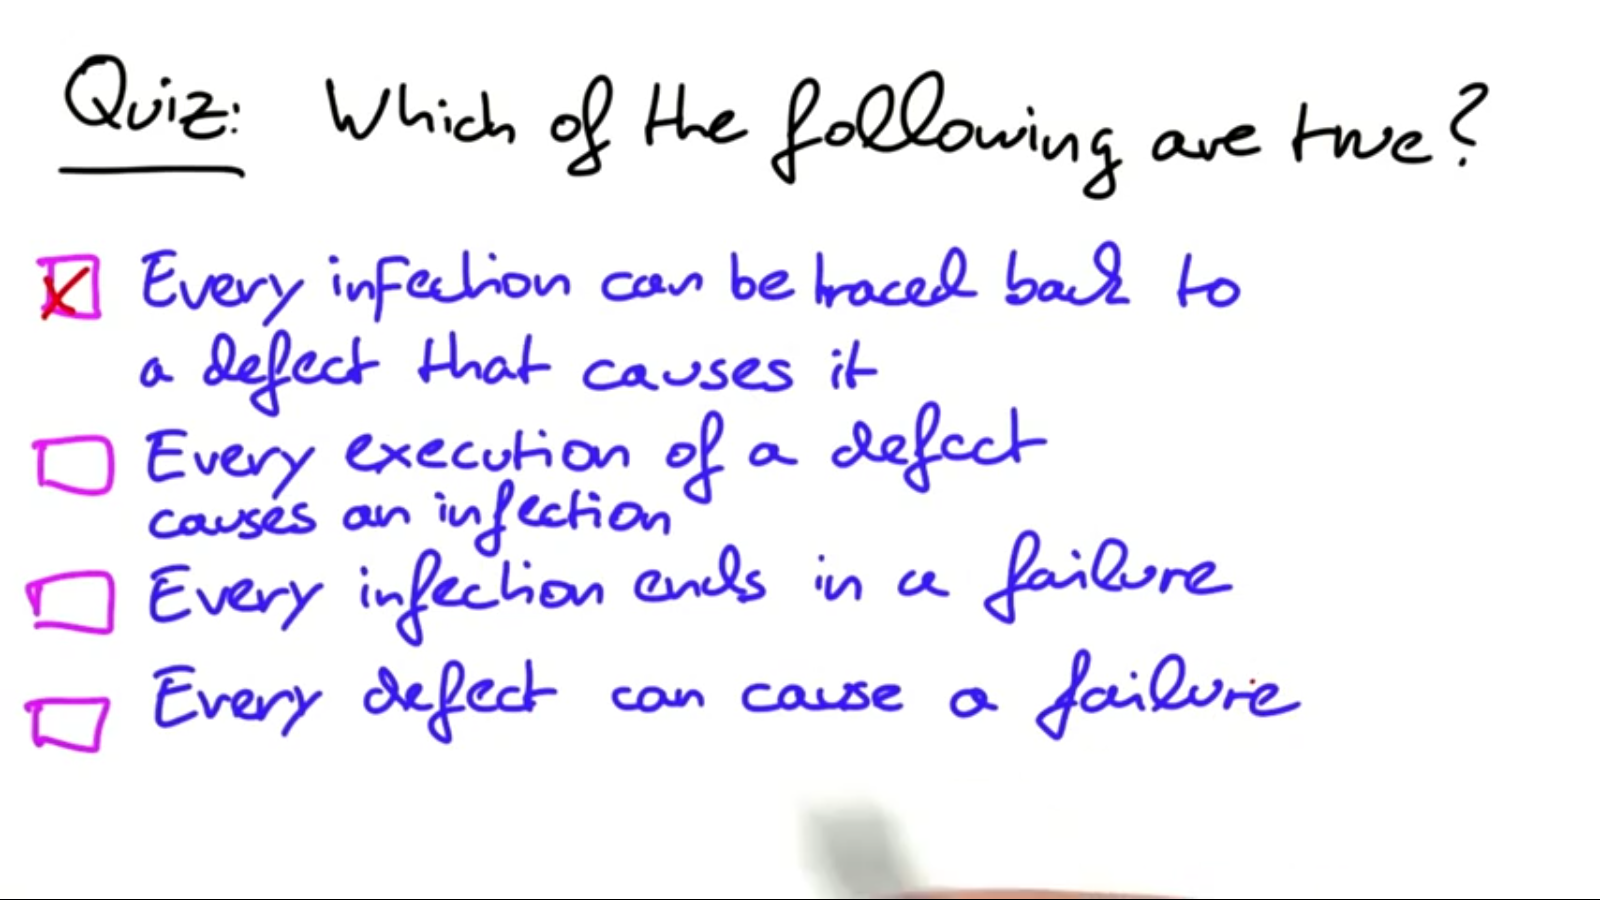 Quiz: Which of the following are true?
Every infection can be traced back to
a defect that causes it
Every execution of a defect
causes an infection
Every infection ends in a failure
Every defect can cause a failure